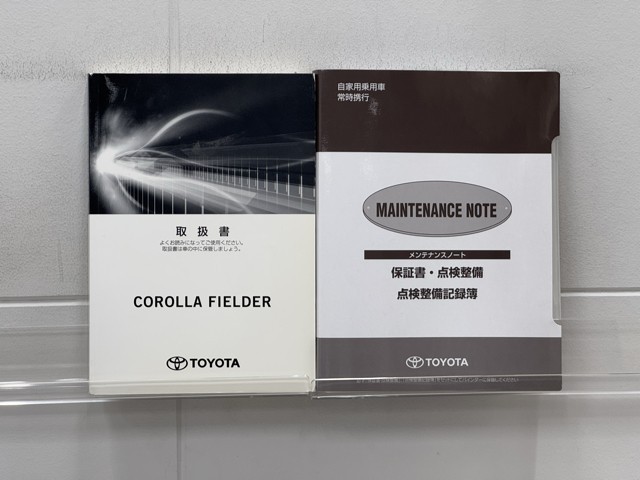 取扱書
よくお読みになってご使用ください。
取扱書は車の中に保管しましょう。
COROLLA FIELDER
TOYOTA
自家用乗用車
常時携行
MAINTENANCE NOTE
メンテナンスノート
保証書・点検整備
点検整備記録簿
TOYOTA